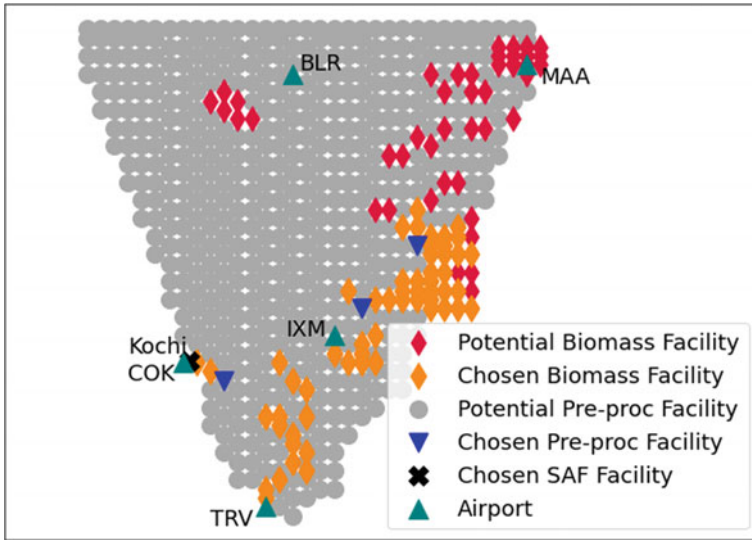 BLR
MAA
IXM
Kochi
COK
TRV
Potential Biomass Facility
Chosen Biomass Facility
Potential Pre-proc Facility
Chosen Pre-proc Facility
Chosen SAF Facility
Airport